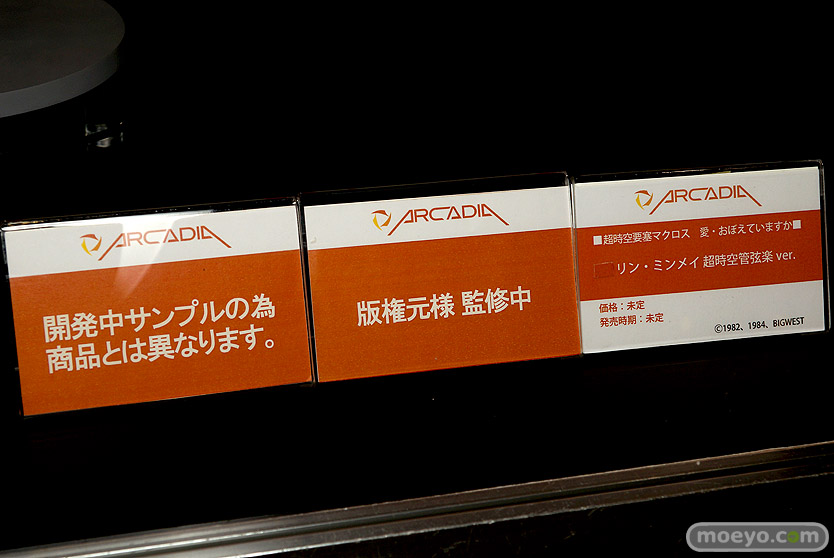 ARCADIA
開発中サンプルの為
商品とは異なります。
ARCADIA
版権元様 監修中
ARCADIA
■超時空要塞マクロス 愛・おぼえていますか■
リン・ミンメイ 超時空管弦楽 ver.
価格：未定
発売時期：未定
©1982、1984、BIGWEST
moeyo.com